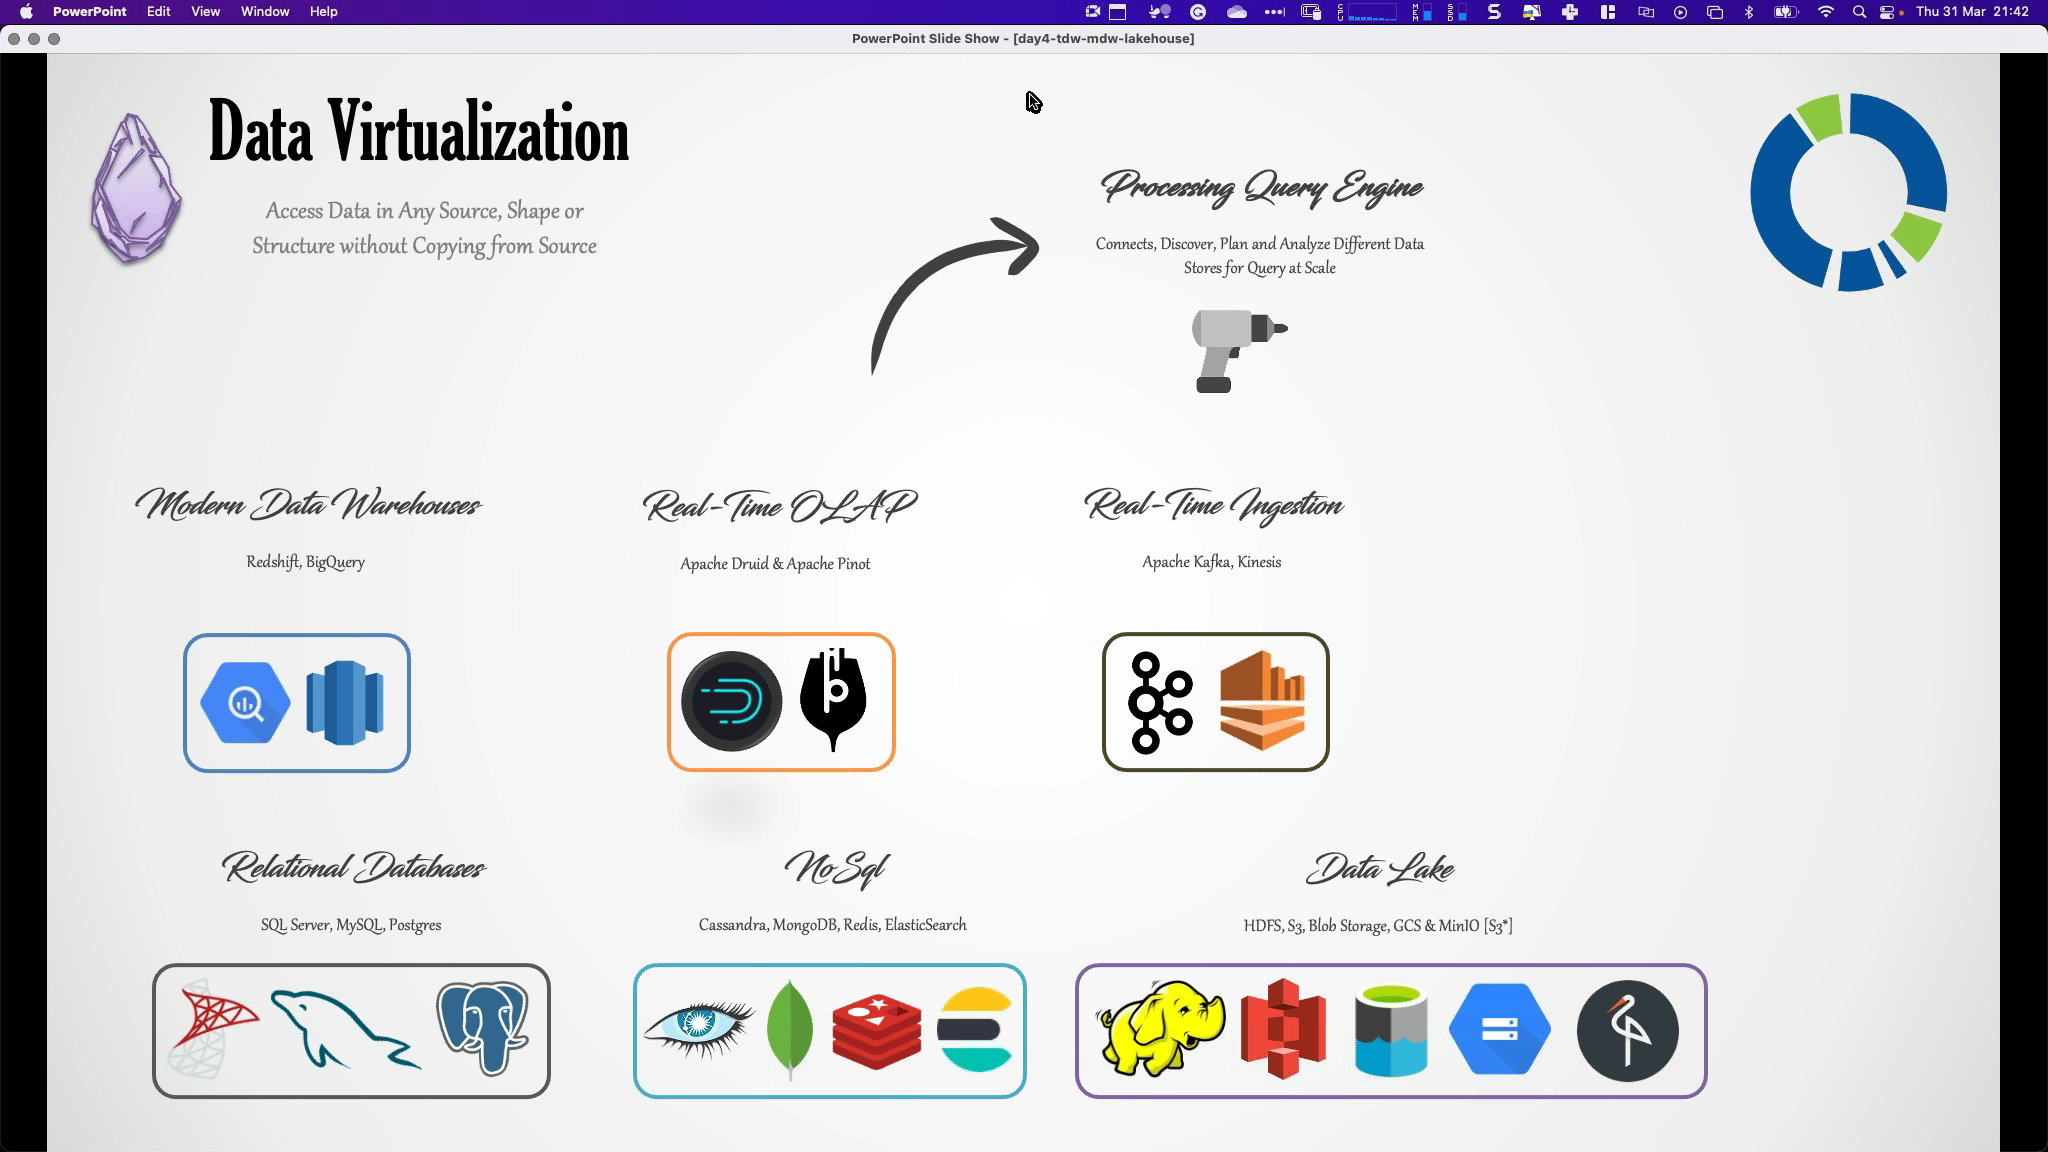 PowerPoint Edit View Window Help
Thu 31 Mar 21:42
PowerPoint Slide Show - [day4-tdw-mdw-lakehouse]
Data Virtualization
Access Data in Any Source, Shape or
Structure without Copying from Source
Processing Query Engine
Connects, Discover, Plan and Analyze Different Data
Stores for Query at Scale
Modern Data Warehouses
Redshift, BigQuery
Real-Time OLAP
Apache Druid & Apache Pinot
Real-Time Ingestion
Apache Kafka, Kinesis
Relational Databases
SQL Server, MySQL, Postgres
NoSql
Cassandra, MongoDB, Redis, ElasticSearch
Data Lake
HDFS, S3, Blob Storage, GCS & MinIO [S3*]